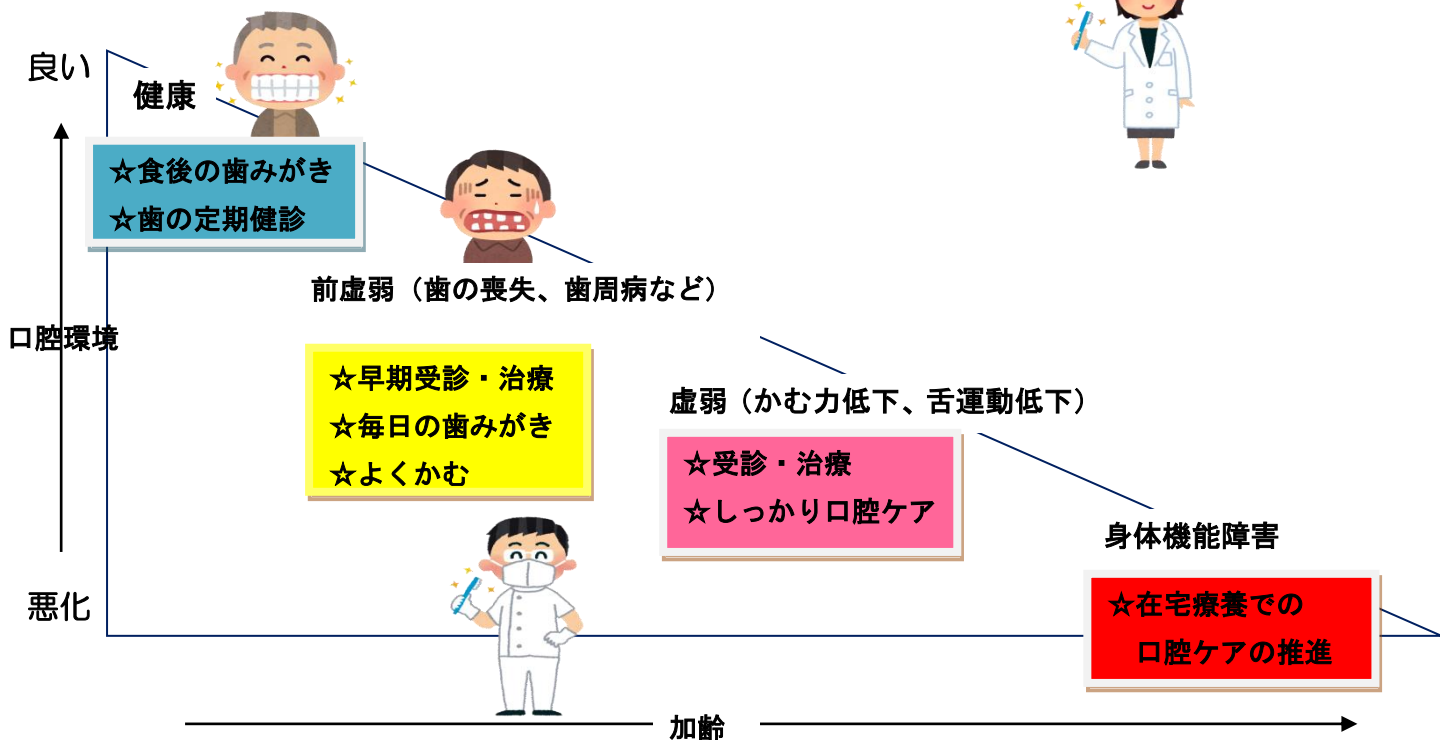 良い
健康
☆食後の歯みがき
☆歯の定期健診
前虚弱（歯の喪失、歯周病など）
口腔環境
☆早期受診・治療
☆毎日の歯みがき
☆よくかむ
虚弱（かむ力低下、舌運動低下）
☆受診・治療
☆しっかり口腔ケア
身体機能障害
☆在宅療養での
口腔ケアの推進
悪化
加齢